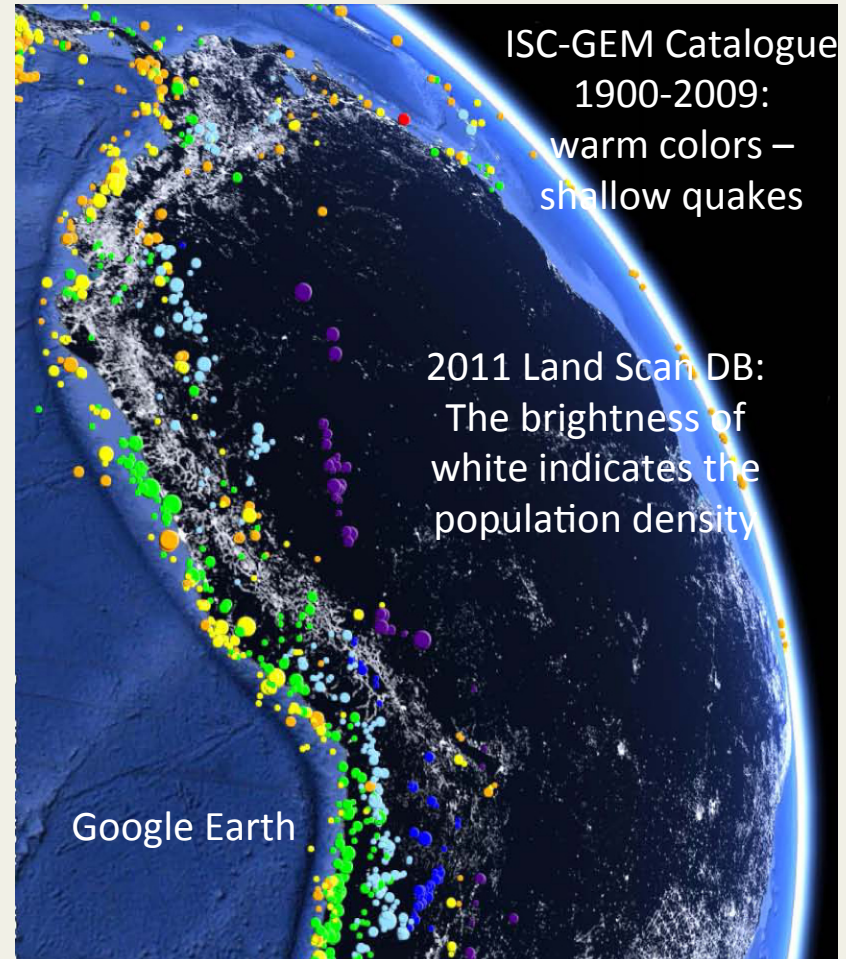 ISC-GEM Catalogue
1900-2009:
warm colors –
shallow quakes
2011 Land Scan DB:
The brightness of
white indicates the
population density
Google Earth